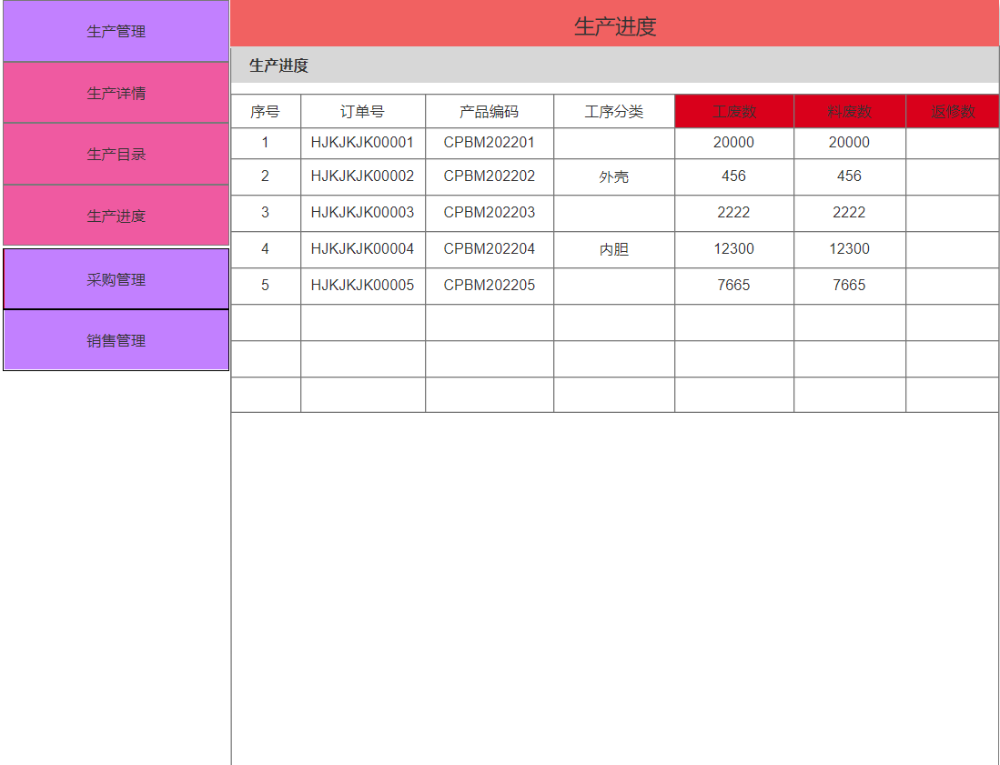 生产管理
生产详情
生产目录
生产进度
采购管理
销售管理
生产进度
生产进度
序号 订单号 产品编码 工序分类 工废数 料废数 返修数
1 HJKJKJK00001 CPBM202201 20000 20000
2 HJKJKJK00002 CPBM202202 外壳 456 456
3 HJKJKJK00003 CPBM202203 2222 2222
4 HJKJKJK00004 CPBM202204 内胆 12300 12300
5 HJKJKJK00005 CPBM202205 7665 7665